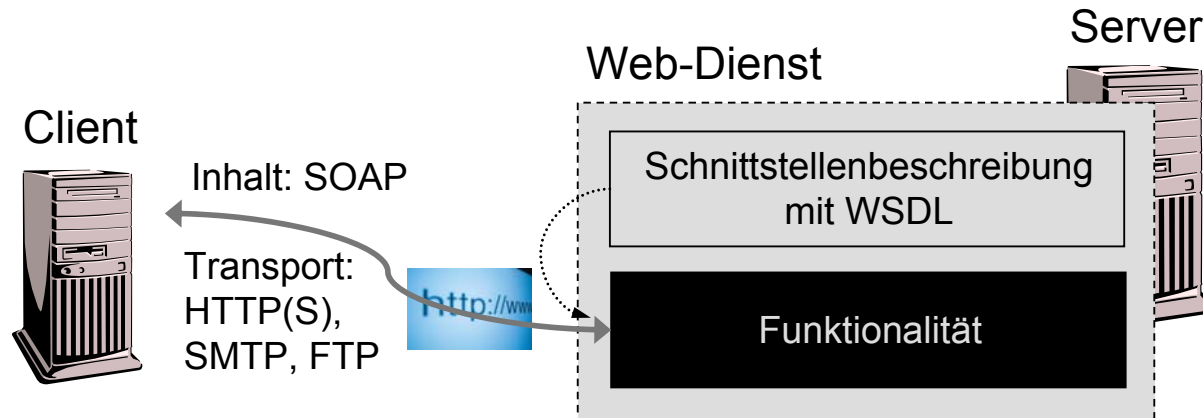 Server
Web-Dienst
Client
Inhalt: SOAP
Schnittstellenbeschreibung
mit WSDL
Transport:
HTTP(S),
SMTP, FTP
http://www
Funktionalität